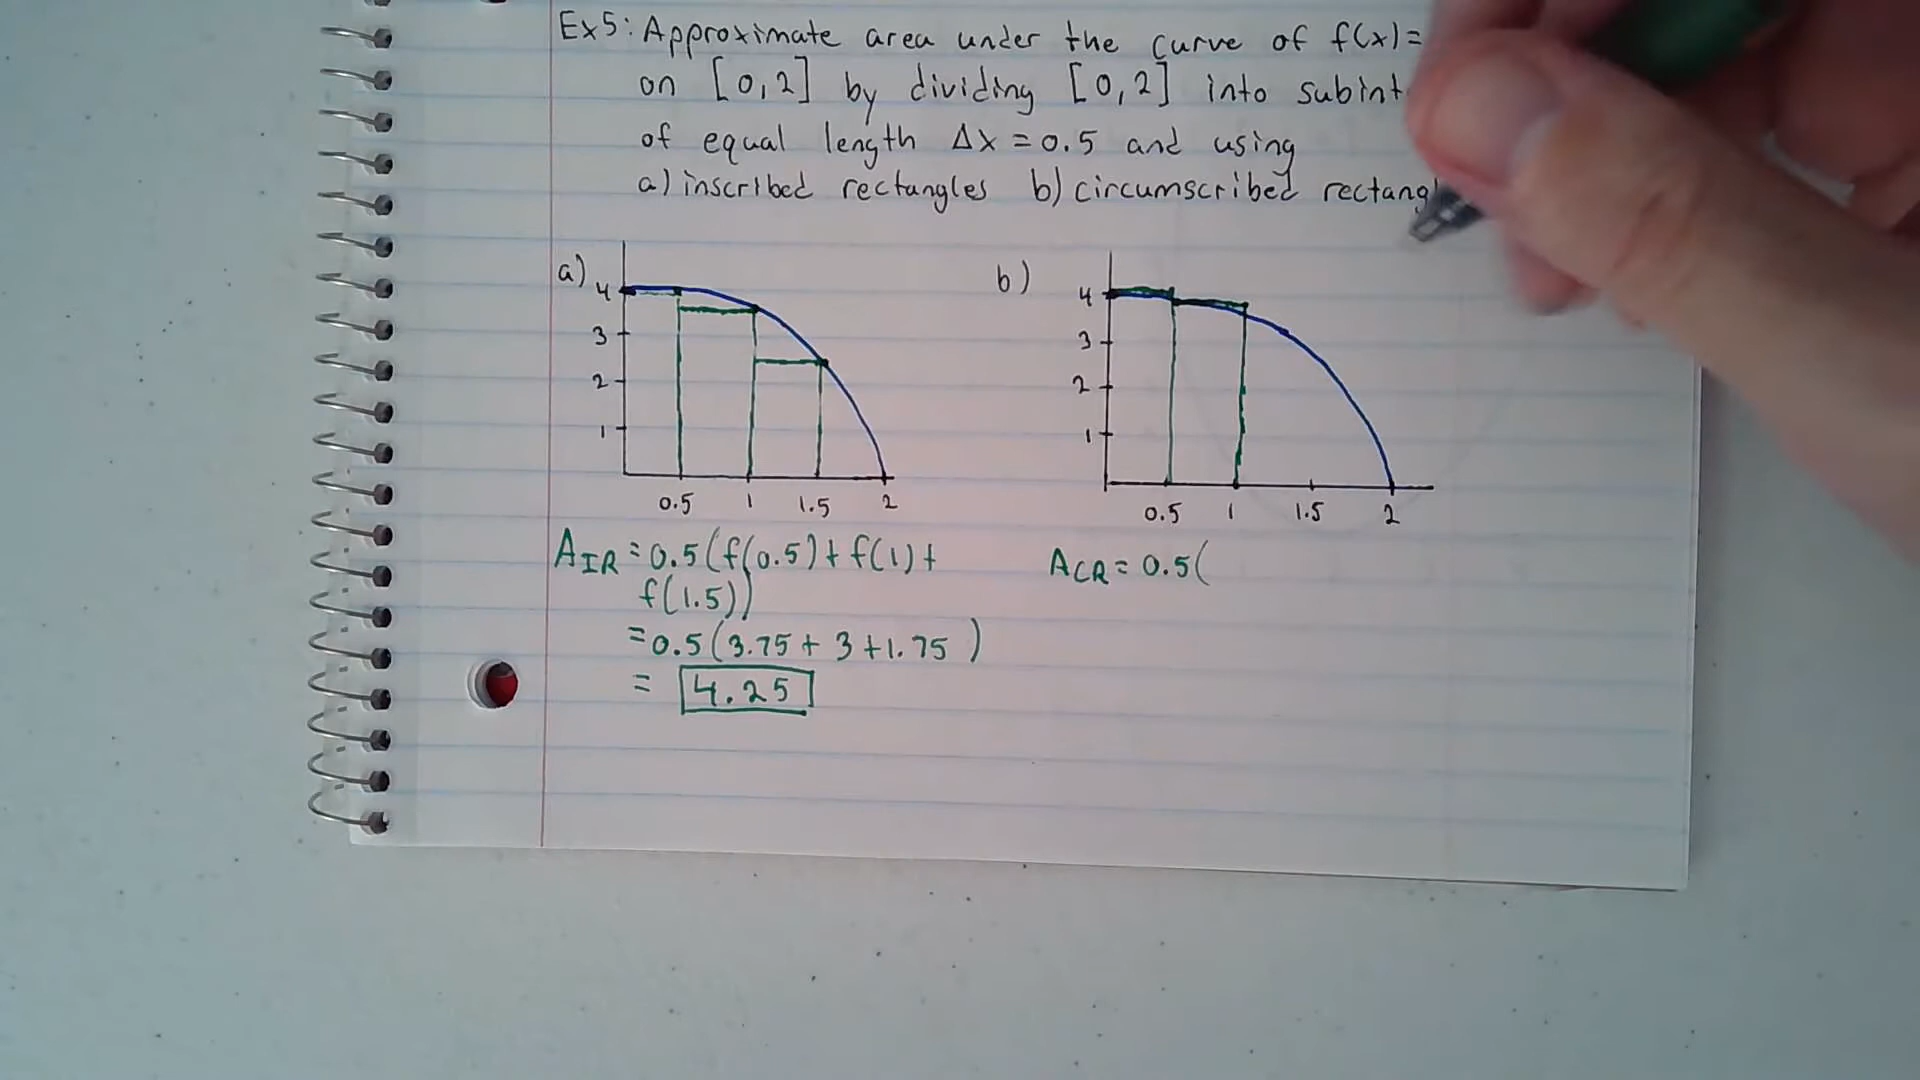 Ex5: Approximate area under the curve of f(x)=
on [0,2] by dividing [0,2] into
of equal length Δx = 0.5 and using
a) inscribed rectangles b) circumscribed
a)
4
3
2
1
0.5 1 1.5 2
b)
4
3
2
1
0.5 1 1.5 2
AIR = 0.5(f(0.5)+f(1)+
f(1.5))
=0.5(3.75+3+1.75)
= 4.25
ACR = 0.5(